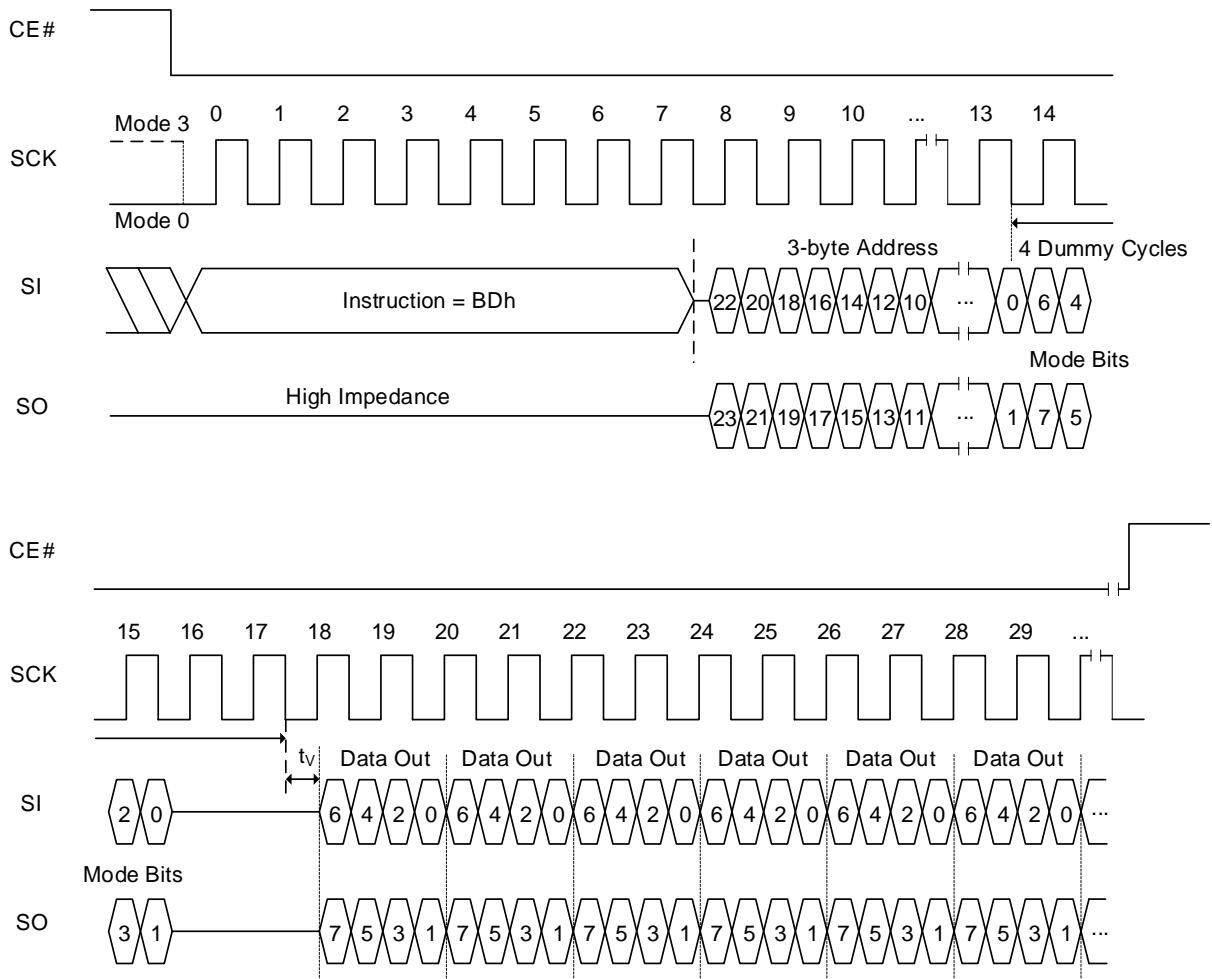 CE#
0 1 2 3 4 5 6 7 8 9 10 ... 13 14
Mode 3
SCK
Mode 0
3-byte Address 4 Dummy Cycles
SI Instruction = BDh 22 20 18 16 14 12 10 ... 0 6 4
Mode Bits
SO High Impedance 23 21 19 17 15 13 11 ... 1 7 5
CE#
15 16 17 18 19 20 21 22 23 24 25 26 27 28 29 ...
SCK
tV Data Out Data Out Data Out Data Out Data Out Data Out
SI 2 0 6 4 2 0 6 4 2 0 6 4 2 0 6 4 2 0 6 4 2 0 6 4 2 0 ...
Mode Bits
SO 3 1 7 5 3 1 7 5 3 1 7 5 3 1 7 5 3 1 7 5 3 1 7 5 3 1 ...